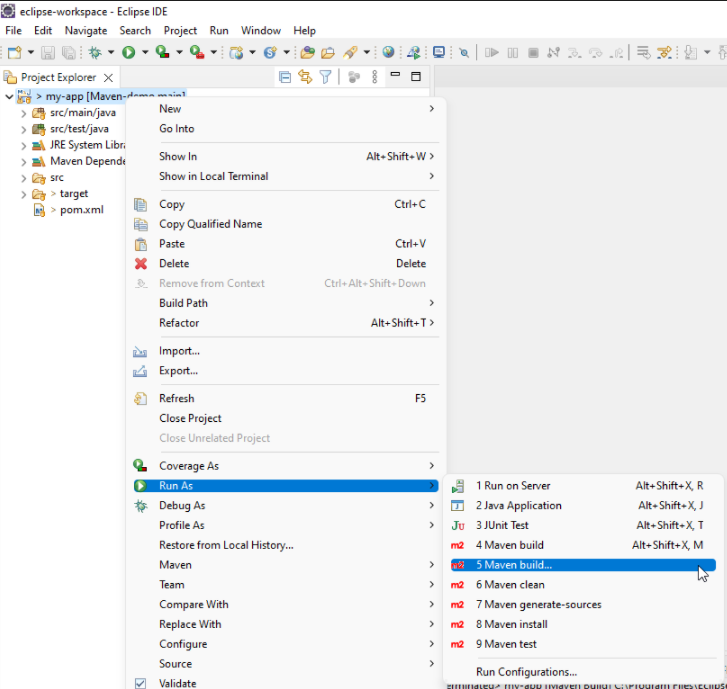 eclipse-workspace - Eclipse IDE
File Edit Navigate Search Project Run Window Help
Project Explorer
> my-app [Maven-demo main]
src/main/java
src/test/java
JRE System Libra
Maven Depende
src
> target
> pom.xml
New
Go Into
Show In Alt+Shift+W >
Show in Local Terminal
Copy Ctrl+C
Copy Qualified Name
Paste Ctrl+V
Delete Delete
Remove from Context Ctrl+Alt+Shift+Down
Build Path
Refactor Alt+Shift+T >
Import...
Export...
Refresh F5
Close Project
Close Unrelated Project
Coverage As
Run As
Debug As
Profile As
Restore from Local History...
Maven
Team
Compare With
Replace With
Configure
Source
Validate
1 Run on Server Alt+Shift+X, R
2 Java Application Alt+Shift+X, J
Ju 3 JUnit Test Alt+Shift+X, T
m2 4 Maven build Alt+Shift+X, M
m2 5 Maven build...
m2 6 Maven clean
m2 7 Maven generate-sources
m2 8 Maven install
m2 9 Maven test
Run Configurations...
erminated> my-app [Maven Build] C:\Program Files\Eclipse